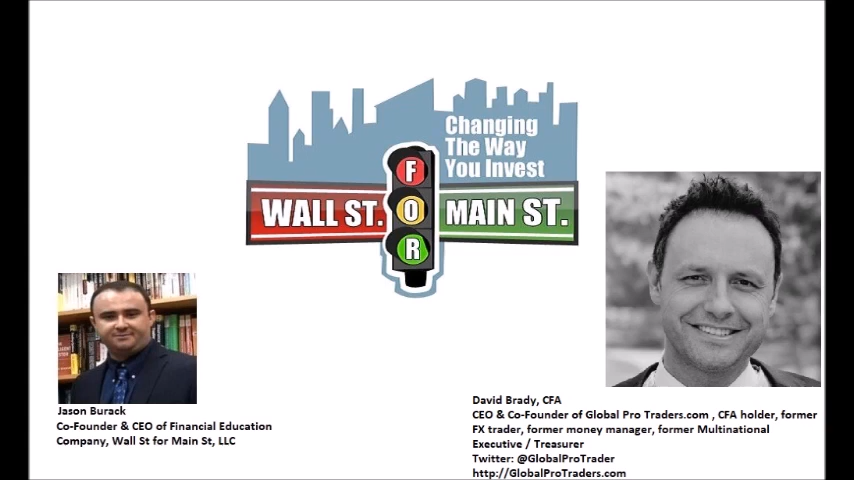 Changing
The Way
You Invest
WALL ST. FOR MAIN ST.
Jason Burack
Co-Founder & CEO of Financial Education
Company, Wall St for Main St, LLC
David Brady, CFA
CEO & Co-Founder of Global Pro Traders.com , CFA holder, former
FX trader, former money manager, former Multinational
Executive / Treasurer
Twitter: @GlobalProTrader
http://GlobalProTraders.com